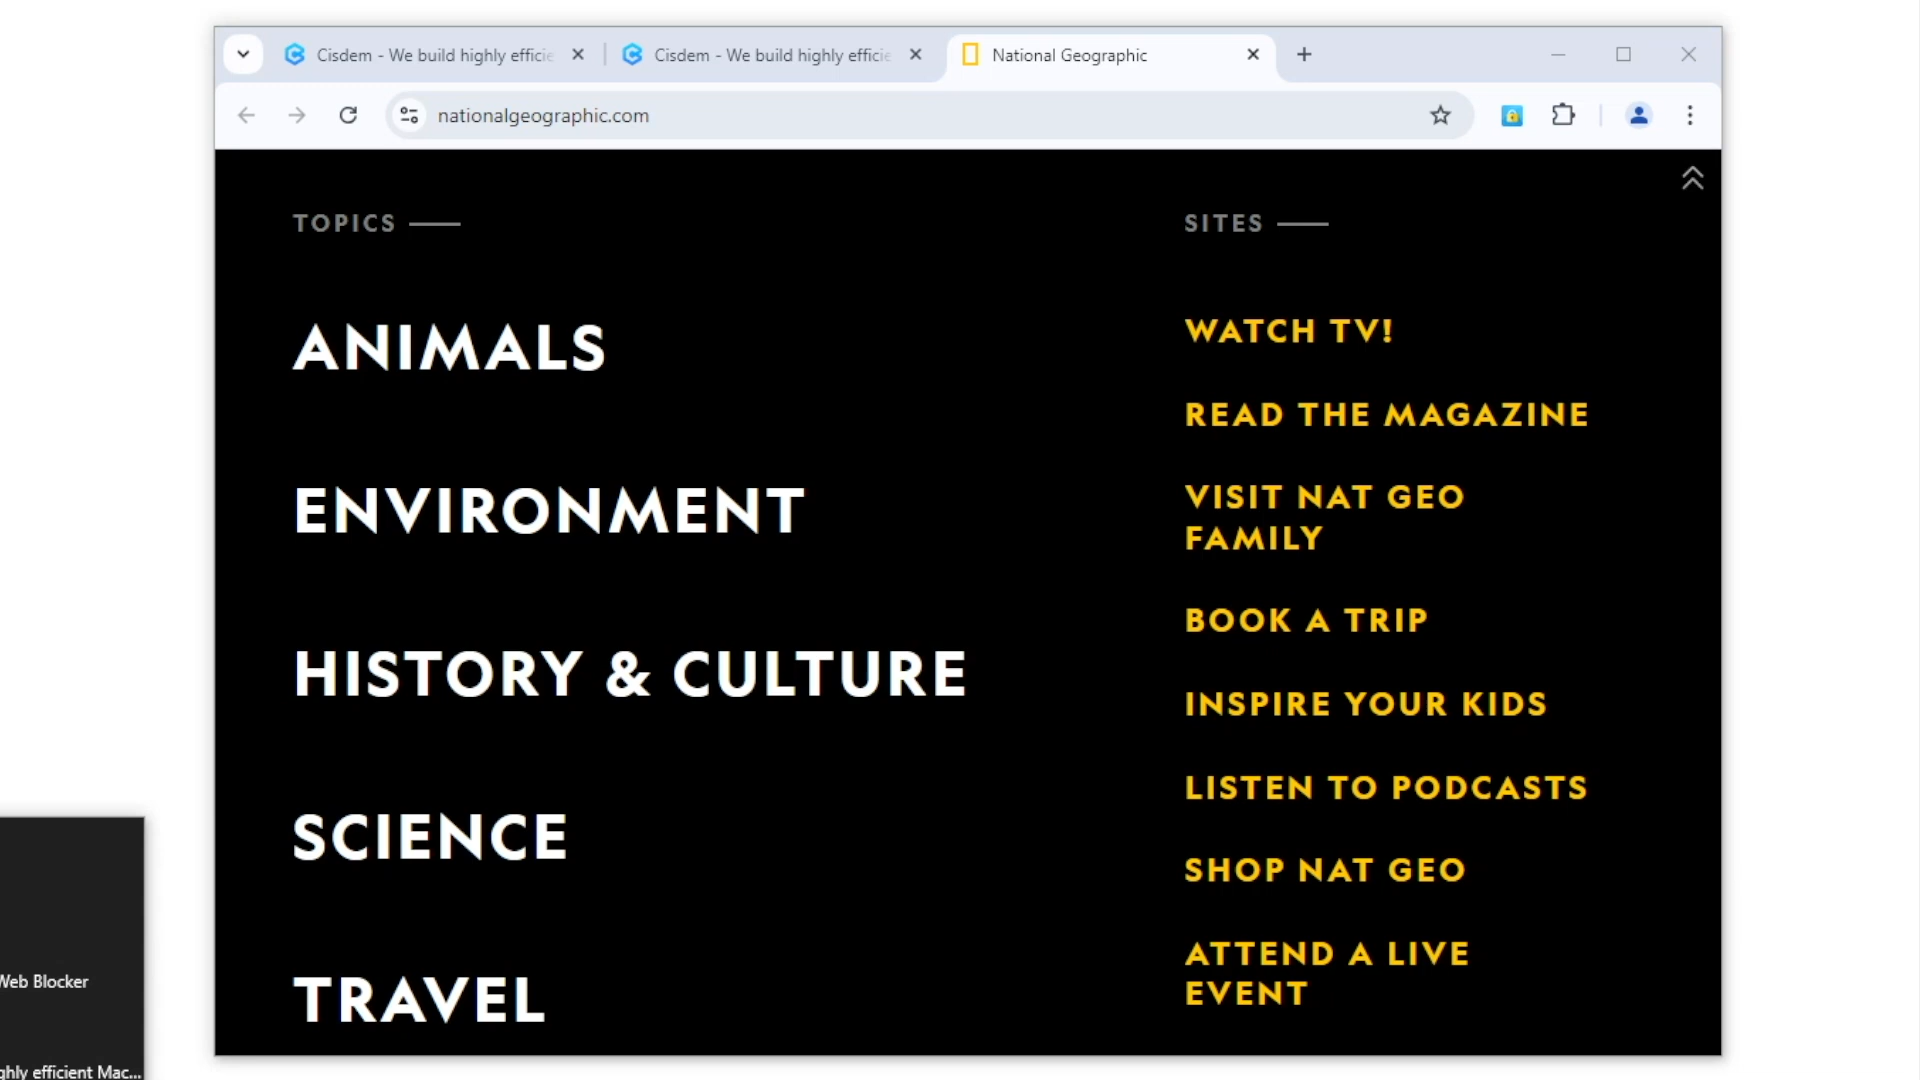 Cisdem - We build highly efficie
Cisdem - We build highly efficie
National Geographic
nationalgeographic.com
TOPICS
SITES
ANIMALS
ENVIRONMENT
HISTORY & CULTURE
SCIENCE
TRAVEL
WATCH TV!
READ THE MAGAZINE
VISIT NAT GEO
FAMILY
BOOK A TRIP
INSPIRE YOUR KIDS
LISTEN TO PODCASTS
SHOP NAT GEO
ATTEND A LIVE
EVENT
Web Blocker
ghly efficient Mac...